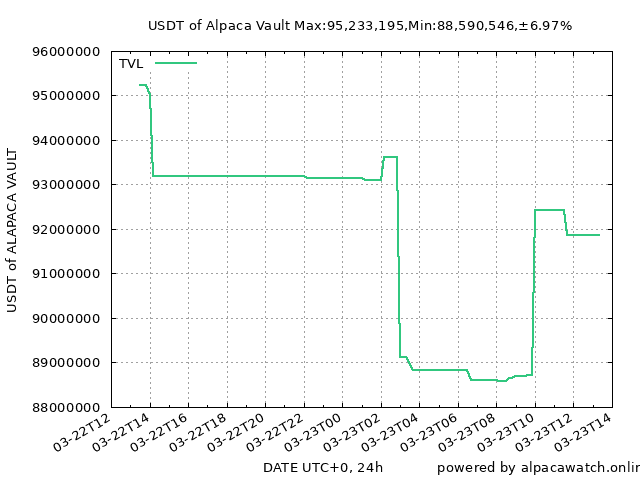 USDT of Alpaca Vault Max:95,233,195,Min:88,590,546,±6.97%
TVL
96000000
95000000
94000000
93000000
92000000
91000000
90000000
89000000
88000000
USDT of ALAPACA VAULT
03-22T12
03-22T14
03-22T16
03-22T18
03-22T20
03-22T22
03-23T00
03-23T02
03-23T04
03-23T06
03-23T08
03-23T10
03-23T12
03-23T14
DATE UTC+0, 24h
powered by alpacawatch.onlin